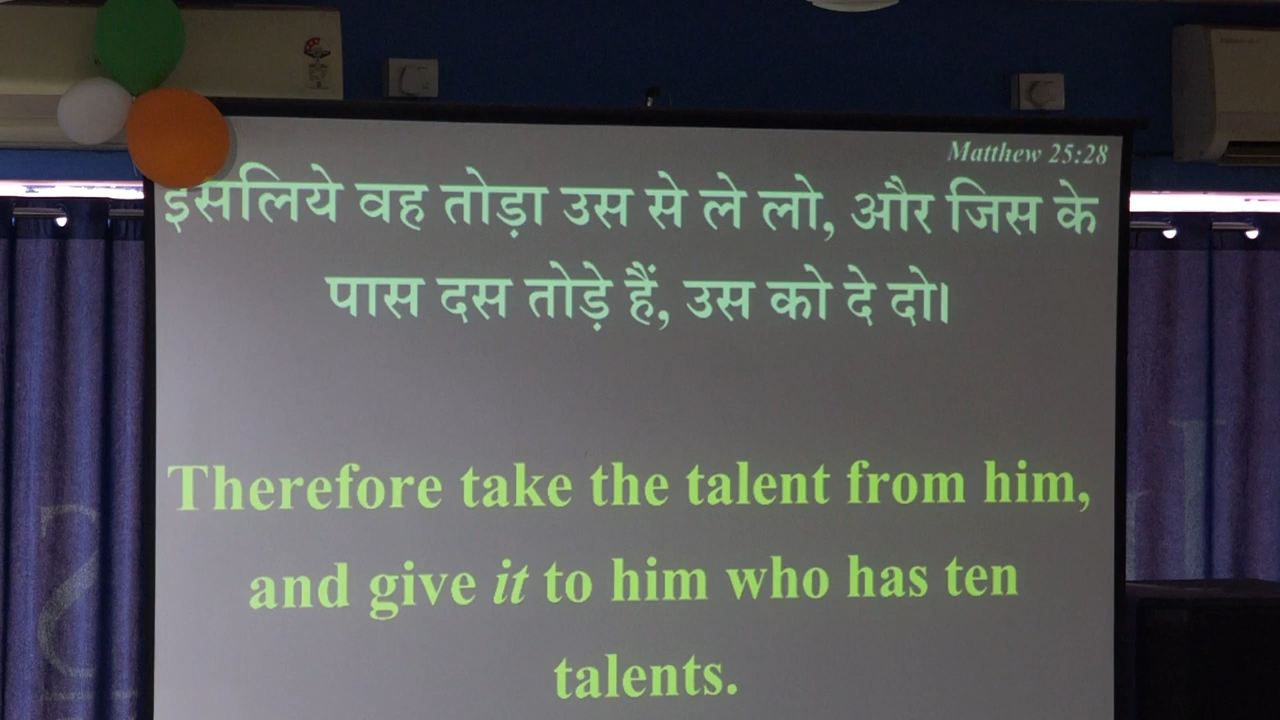 Matthew 25:28
इसलिये वह तोड़ा उस से ले लो, और जिस के
पास दस तोड़े हैं, उस को दे दो।
Therefore take the talent from him,
and give it to him who has ten
talents.